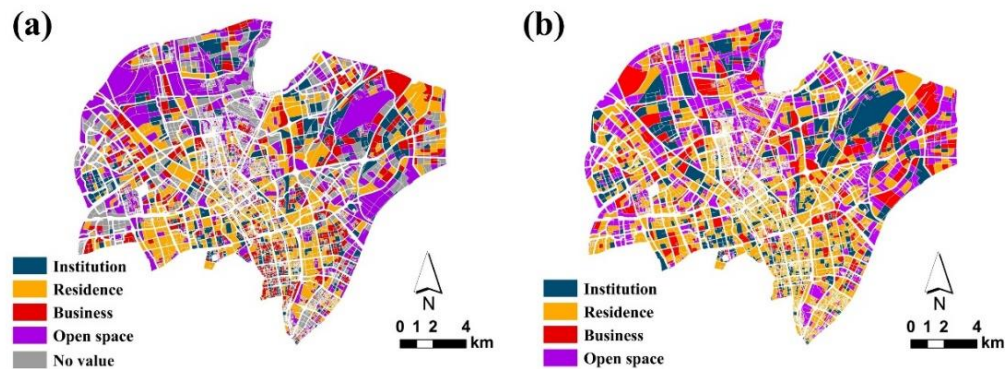 (a)
Institution
Residence
Business
Open space
No value
N
0 1 2 4
km
(b)
Institution
Residence
Business
Open space
N
0 1 2 4
km